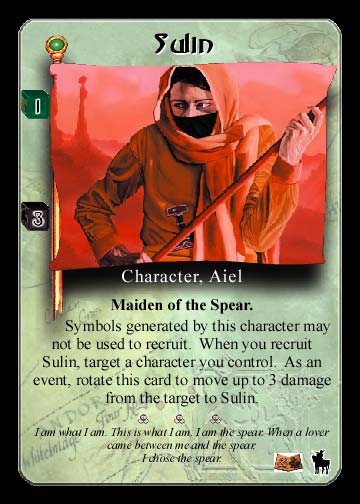 Sulin
1
3
Character, Aiel
Maiden of the Spear.
Symbols generated by this character may
not be used to recruit. When you recruit
Sulin, target a character you control. As an
event, rotate this card to move up to 3 damage
from the target to Sulin.
I am what I am. This is what I am. I am the spear. When a lover
came between me and the spear,
I chose the spear.